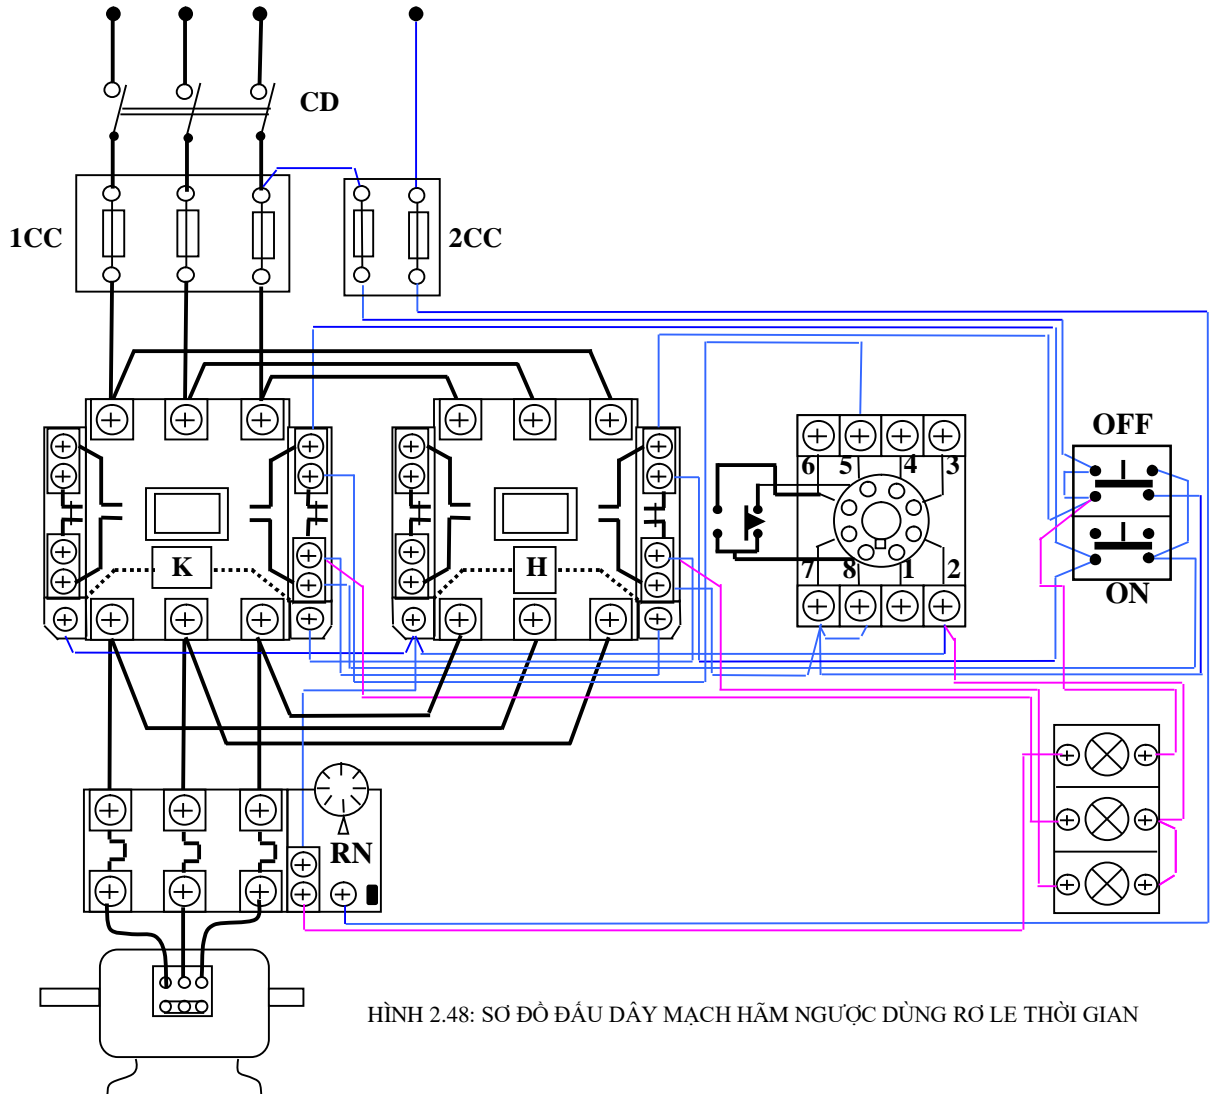 CD
1CC
2CC
OFF
6 5 4 3
K
H
7 8 1 2
ON
RN
HÌNH 2.48: SƠ ĐỒ ĐẤU DÂY MẠCH HÃM NGƯỢC DÙNG RƠ LE THỜI GIAN